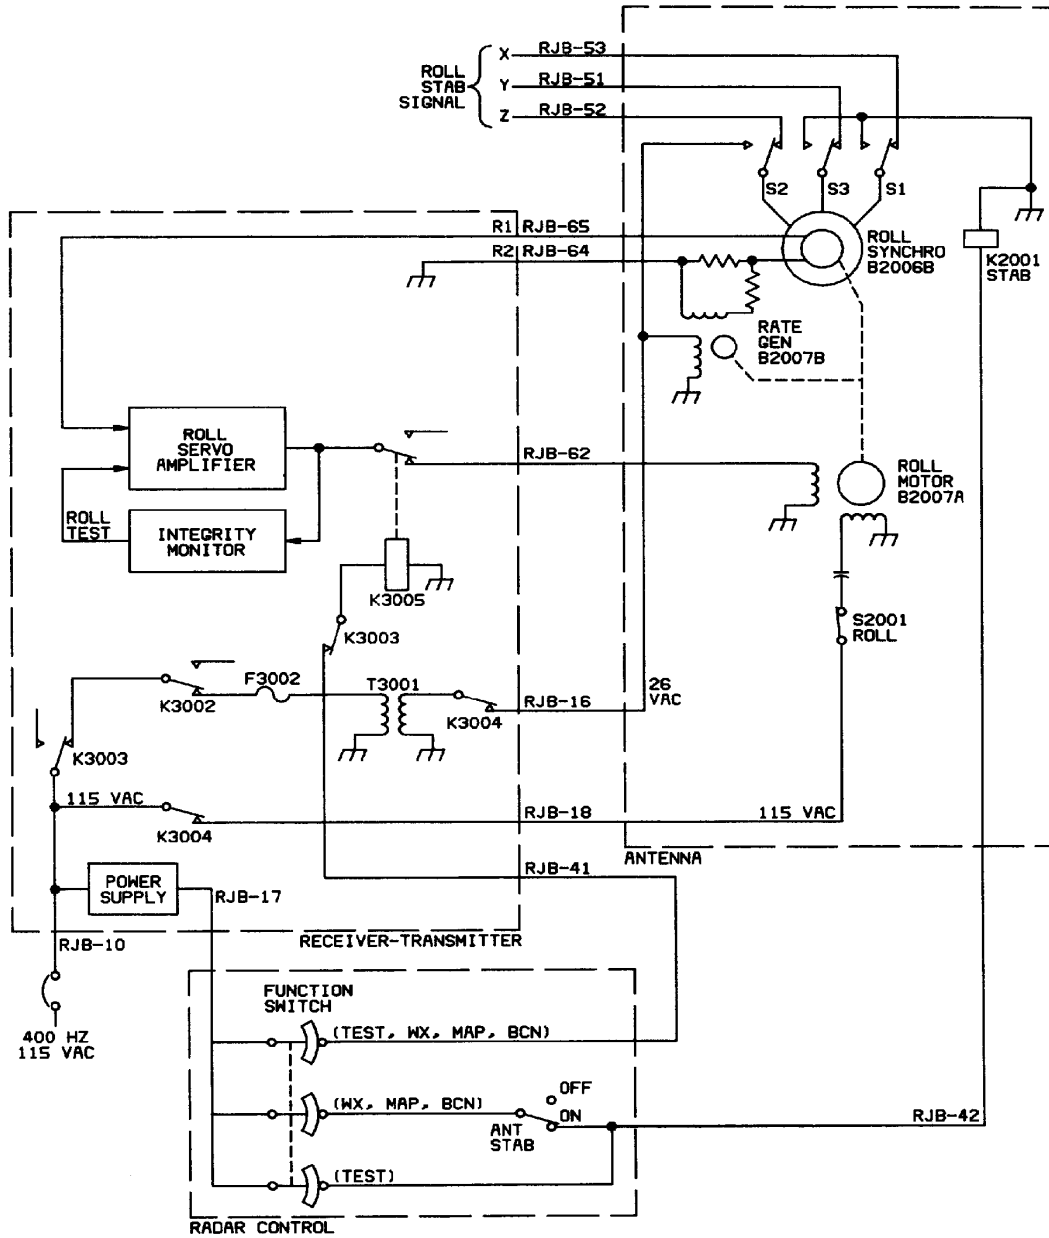 X RJB-53
ROLL
STAB
SIGNAL
Y RJB-51
Z RJB-52
S2
S3
S1
R1 RJB-65
R2 RJB-64
ROLL
SYNCHRO
B2006B
K2001
STAB
RATE
GEN
B2007B
ROLL
SERVO
AMPLIFIER
RJB-62
ROLL
MOTOR
B2007A
ROLL
TEST
INTEGRITY
MONITOR
K3005
K3003
S2001
ROLL
K3002
F3002
T3001
K3004
RJB-16
26
VAC
K3003
115 VAC
K3004
RJB-18
115 VAC
ANTENNA
RJB-41
POWER
SUPPLY
RJB-17
RJB-10
RECEIVER-TRANSMITTER
400 HZ
115 VAC
FUNCTION
SWITCH
(TEST, WX, MAP, BCN)
(WX, MAP, BCN)
OFF
ON
ANT
STAB
RJB-42
(TEST)
RADAR CONTROL